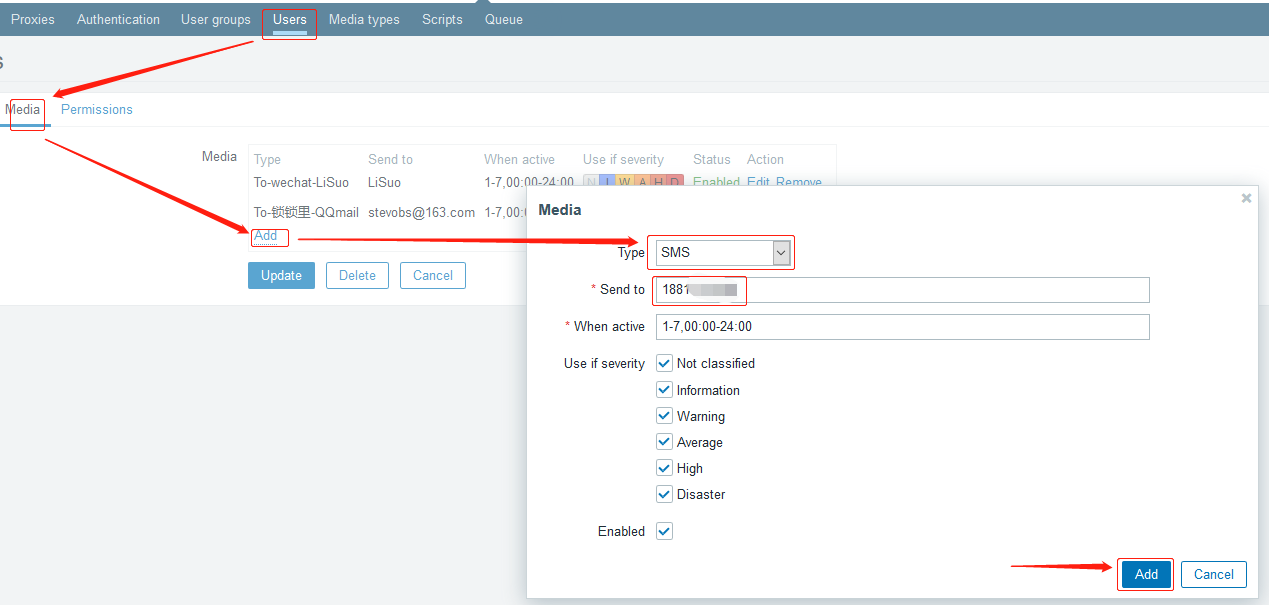 Proxies Authentication User groups Users Media types Scripts Queue
Media Permissions
Media Type Send to When active Use if severity Status Action
To-wechat-LiSuo LiSuo 1-7,00:00-24:00 N I W A H D Enabled Edit Remove
To-锁锁里-QQmail stevobs@163.com 1-7,00:
Add
Update Delete Cancel
Media
Type SMS
* Send to 1881
* When active 1-7,00:00-24:00
Use if severity Not classified
Information
Warning
Average
High
Disaster
Enabled
Add Cancel